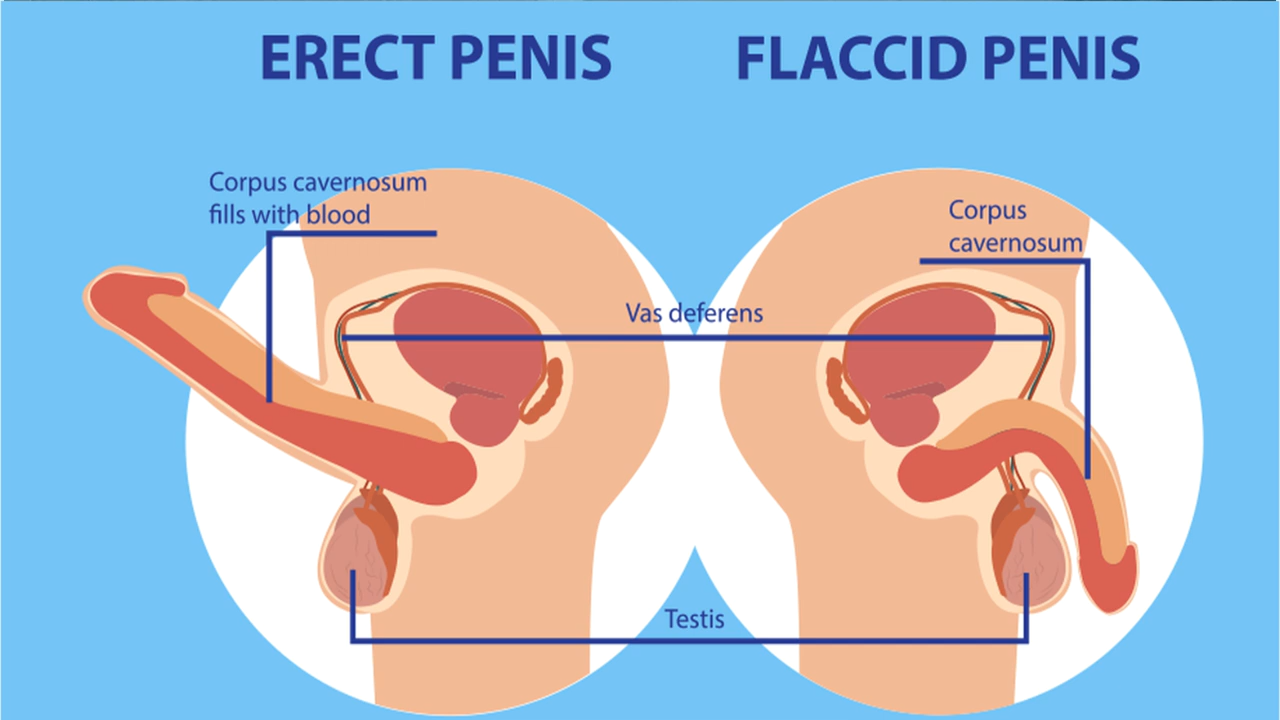 ERECT PENIS
FLACCID PENIS
Corpus cavernosum
fills with blood
Corpus
cavernosum
Vas deferens
Testis